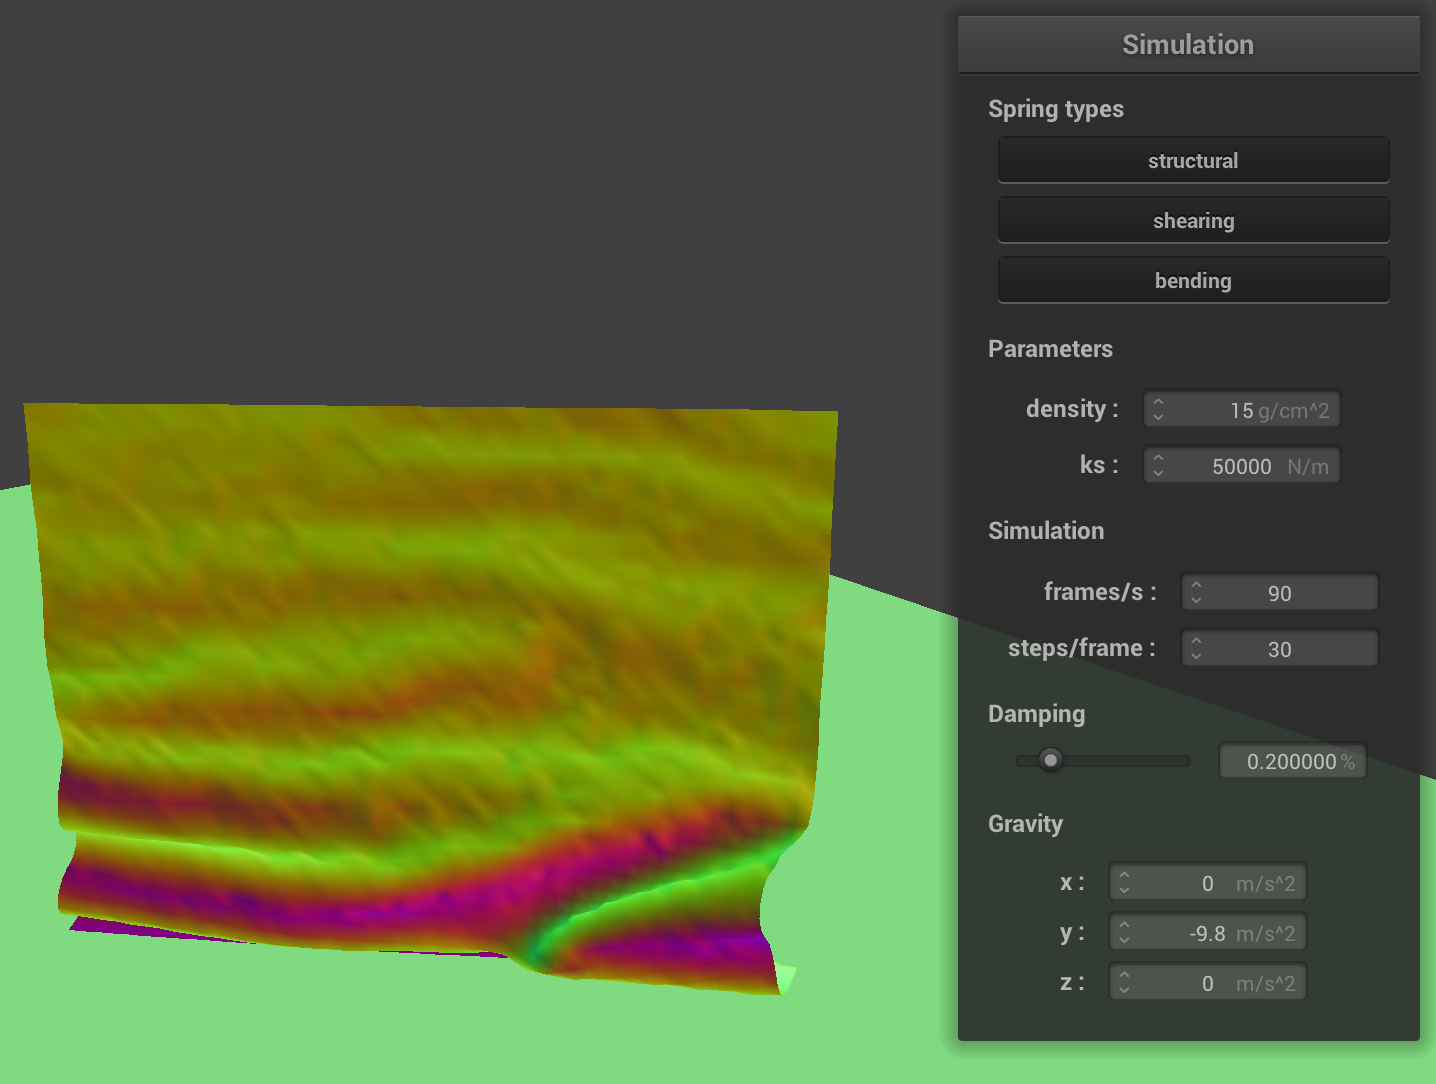 Simulation
Spring types
structural
shearing
bending
Parameters
density : 15 g/cm^2
ks : 50000 N/m
Simulation
frames/s : 90
steps/frame : 30
Damping
0.200000 %
Gravity
x : 0 m/s^2
y : -9.8 m/s^2
z : 0 m/s^2